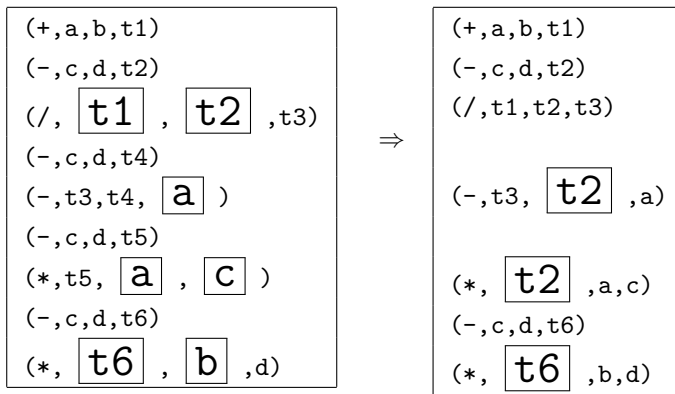 (+,a,b,t1)
(-,c,d,t2)
(/, t1 , t2 ,t3)
(-,c,d,t4)
(-,t3,t4, a )
(-,c,d,t5)
(*,t5, a , c )
(-,c,d,t6)
(*, t6 , b ,d)
⇒
(+,a,b,t1)
(-,c,d,t2)
(/,t1,t2,t3)
(-,t3, t2 ,a)
(*, t2 ,a,c)
(-,c,d,t6)
(*, t6 ,b,d)